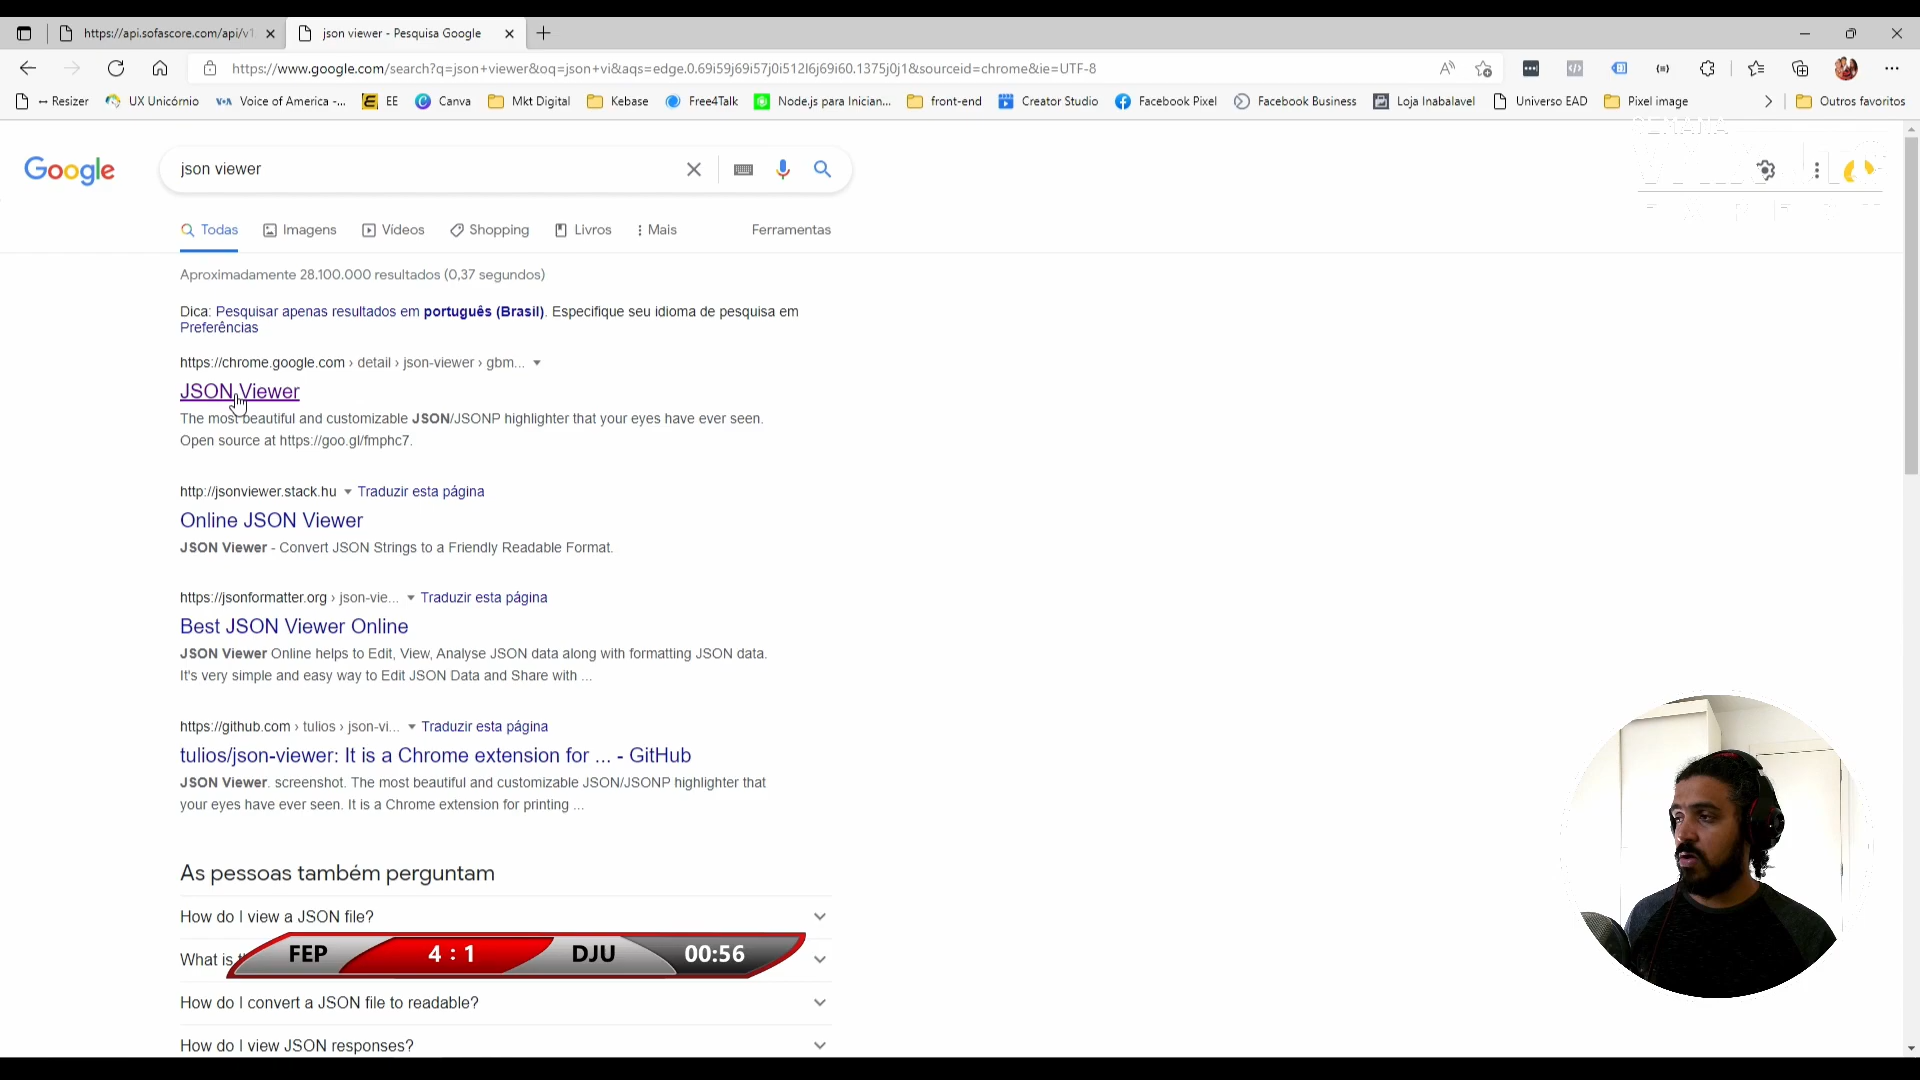 https://api.sofascore.com/api/v1
json viewer - Pesquisa Google
https://www.google.com/search?q=json+viewer&oq=json+vi&aqs=edge.0.69i59j69i57j0i512l6j69i60.1375j0j1&sourceid=chrome&ie=UTF-8
↔ Resizer
UX Unicórnio
Voice of America -...
EE
Canva
Mkt Digital
Kebase
Free4Talk
Node.js para Inician...
front-end
Creator Studio
Facebook Pixel
Facebook Business
Loja Inabalavel
Universo EAD
Pixel image
Outros favoritos
Google
json viewer
Todas
Imagens
Vídeos
Shopping
Livros
Mais
Ferramentas
Aproximadamente 28.100.000 resultados (0,37 segundos)
Dica: Pesquisar apenas resultados em português (Brasil). Especifique seu idioma de pesquisa em
Preferências
https://chrome.google.com › detail › json-viewer › gbm...
JSON Viewer
The most beautiful and customizable JSON/JSONP highlighter that your eyes have ever seen.
Open source at https://goo.gl/fmphc7.
http://jsonviewer.stack.hu Traduzir esta página
Online JSON Viewer
JSON Viewer - Convert JSON Strings to a Friendly Readable Format.
https://jsonformatter.org › json-vie... Traduzir esta página
Best JSON Viewer Online
JSON Viewer Online helps to Edit, View, Analyse JSON data along with formatting JSON data.
It's very simple and easy way to Edit JSON Data and Share with ...
https://github.com › tulios › json-vi... Traduzir esta página
tulios/json-viewer: It is a Chrome extension for ... - GitHub
JSON Viewer. screenshot. The most beautiful and customizable JSON/JSONP highlighter that
your eyes have ever seen. It is a Chrome extension for printing ...
As pessoas também perguntam
How do I view a JSON file?
What is
FEP 4 : 1 DJU 00:56
How do I convert a JSON file to readable?
How do I view JSON responses?